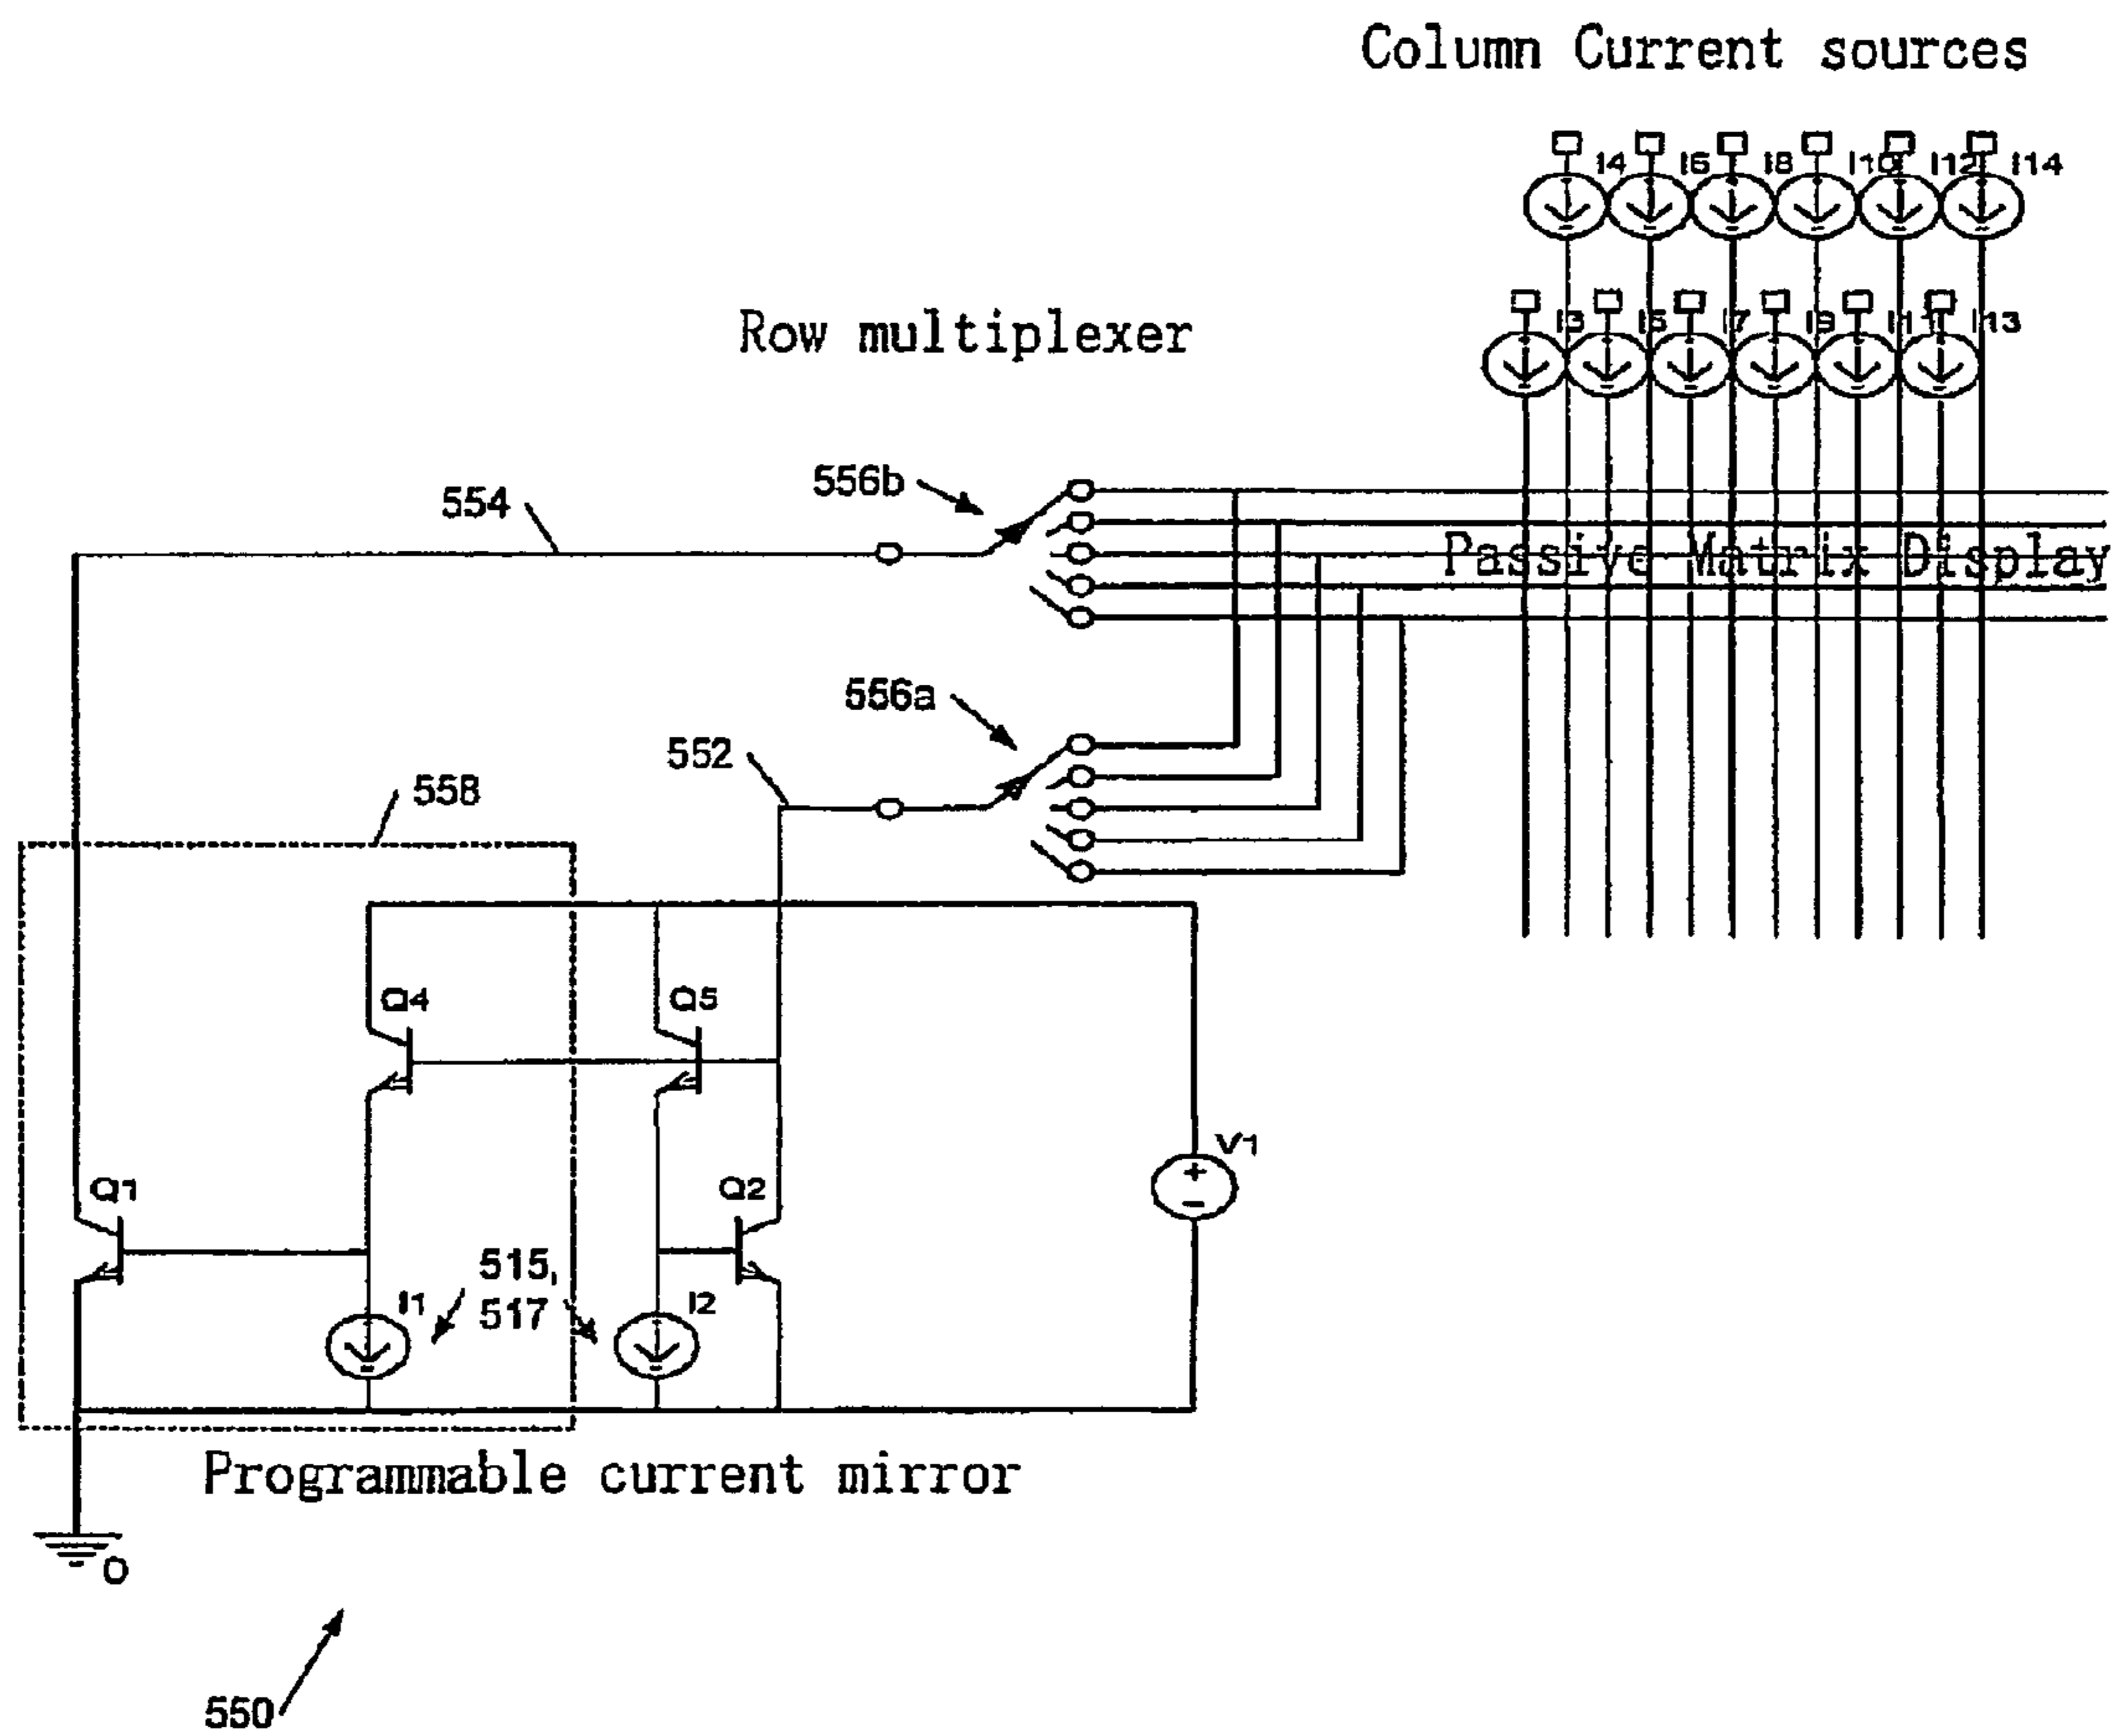 Column Current sources
I4 I6 I8 I10 I12 I14
Row multiplexer
I3 I5 I7 I9 I11 I13
556b
554
Passive Matrix Display
556a
552
558
Q4 Q5
V1
+
−
Q1 Q2
515,
517
I1 I2
Programmable current mirror
0
550